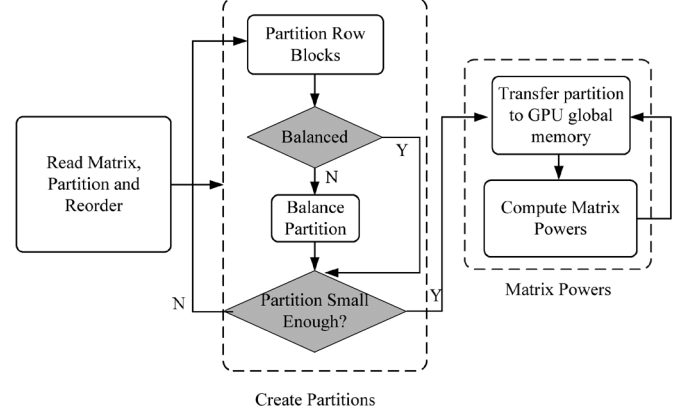 Partition Row
Blocks
Balanced
Y
N
Balance
Partition
Partition Small
Enough?
N
Y
Create Partitions
Read Matrix,
Partition and
Reorder
Transfer partition
to GPU global
memory
Compute Matrix
Powers
Matrix Powers